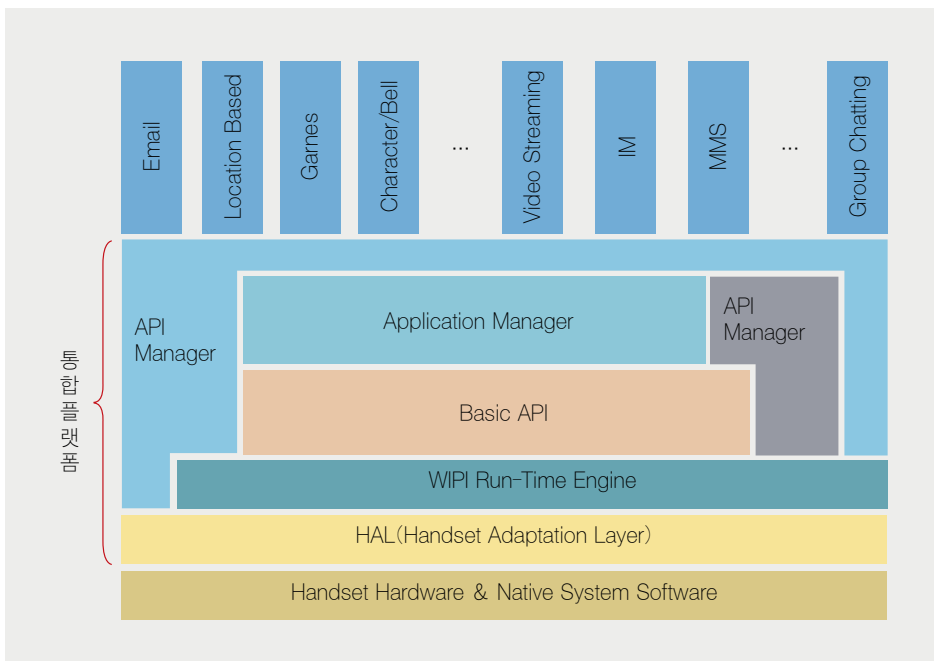 Email
Location Based
Garnes
Character/Bell
...
Video Streaming
IM
MMS
...
Group Chatting
API
Manager
Application Manager
API
Manager
Basic API
WIPI Run-Time Engine
HAL(Handset Adaptation Layer)
Handset Hardware & Native System Software
통합플랫폼